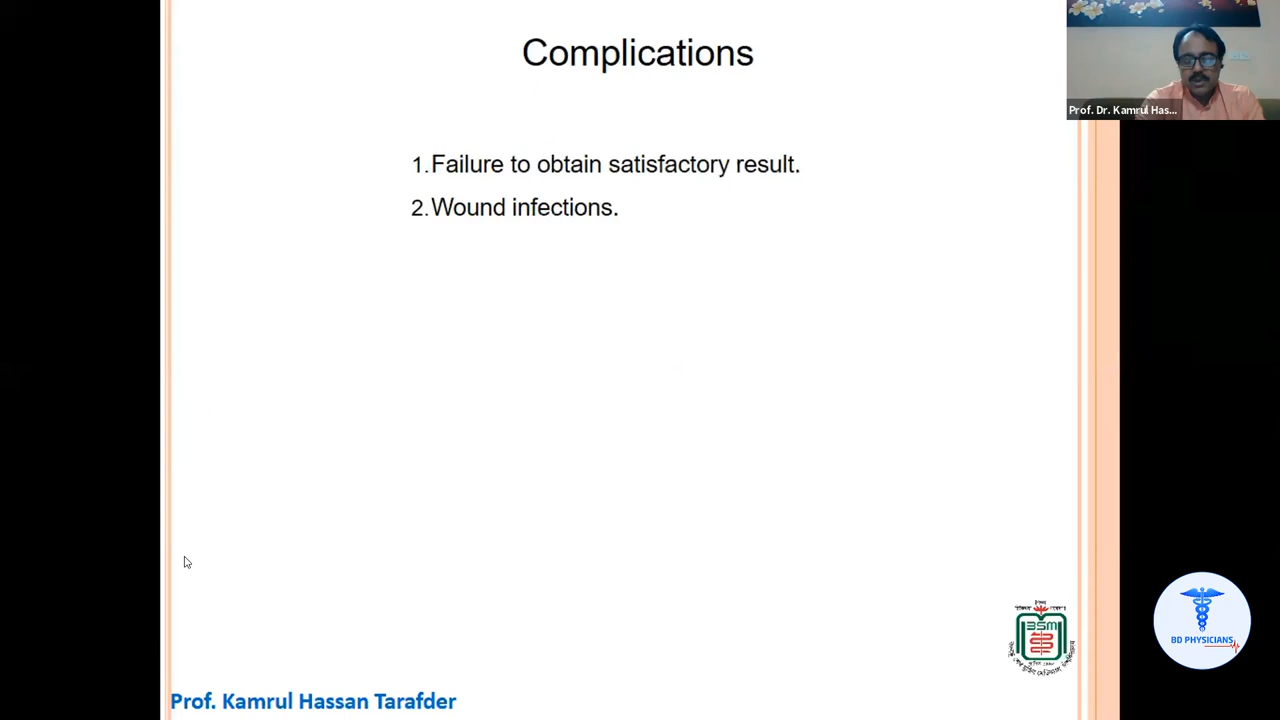 Complications
Prof. Dr. Kamrul Has...
1.Failure to obtain satisfactory result.
2.Wound infections.
BSM
BD PHYSICIANS
Prof. Kamrul Hassan Tarafder